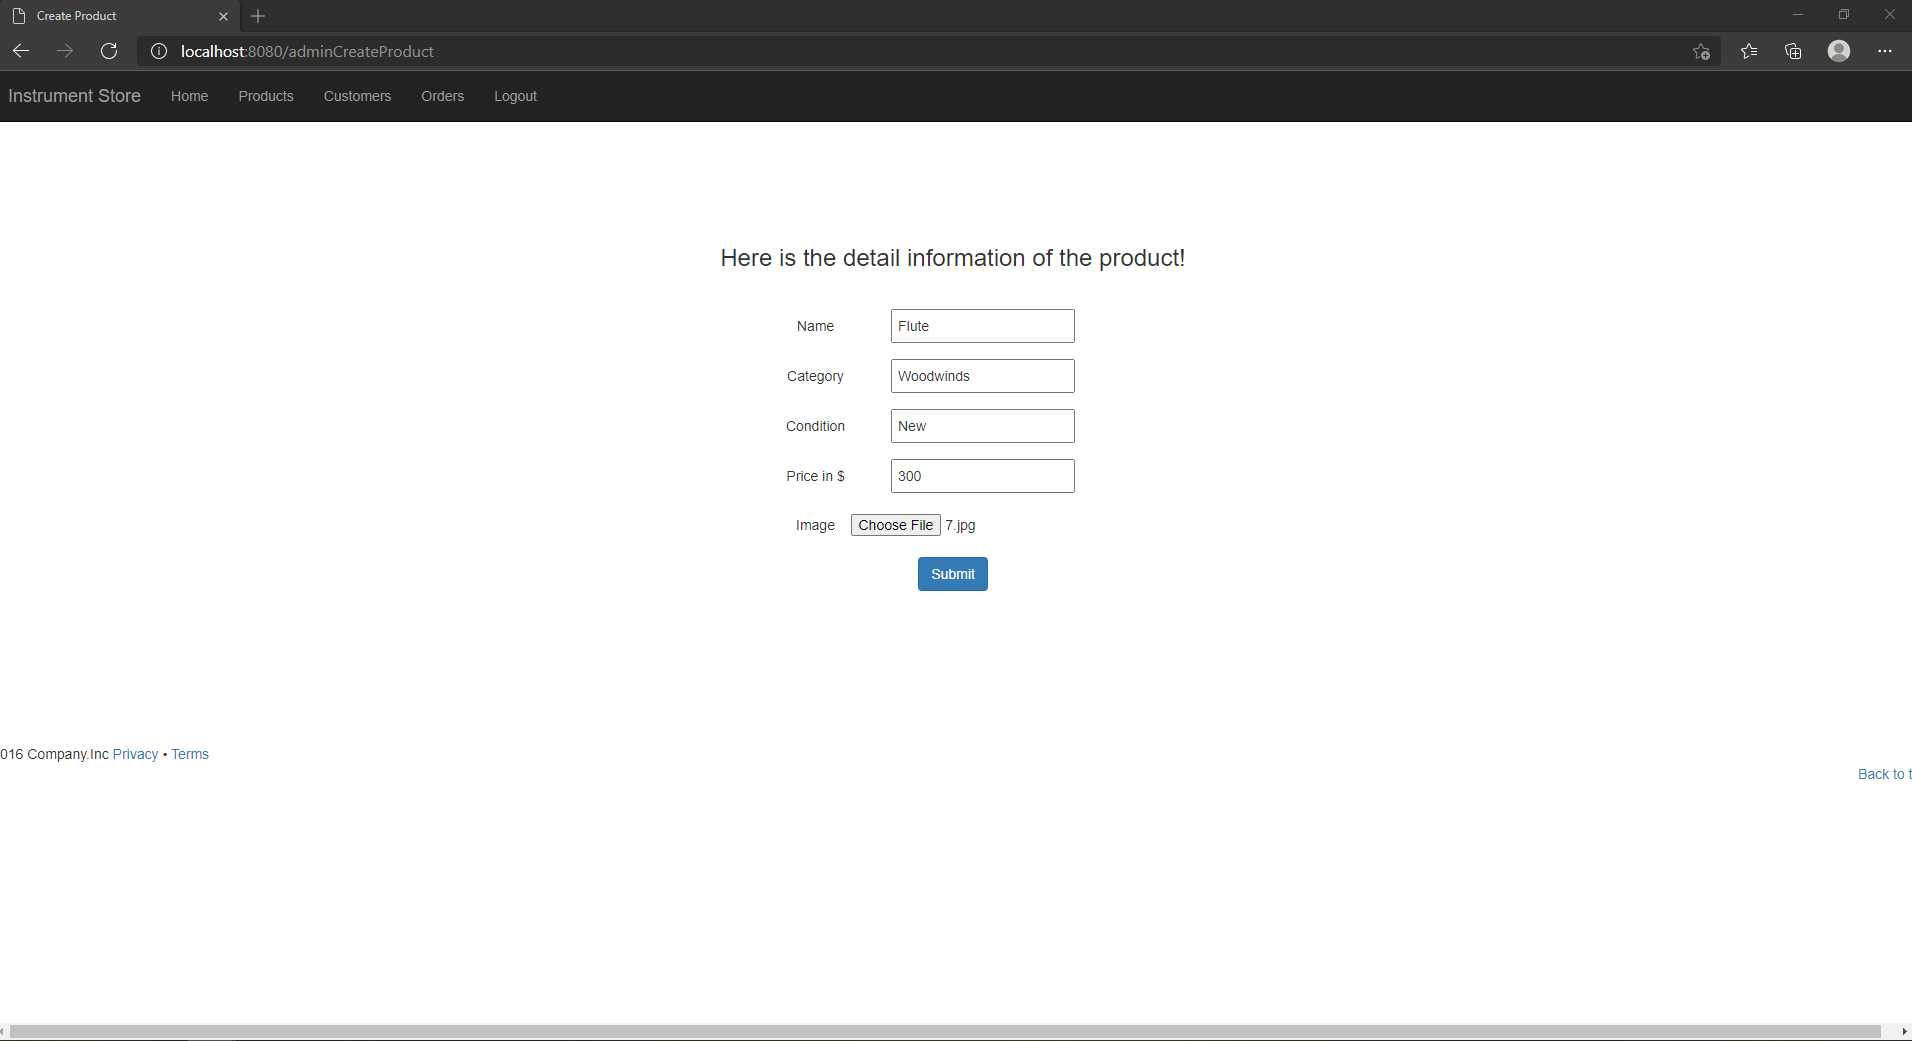 Create Product
localhost:8080/adminCreateProduct
Instrument Store Home Products Customers Orders Logout
Here is the detail information of the product!
Name Flute
Category Woodwinds
Condition New
Price in $ 300
Image Choose File 7.jpg
Submit
016 Company.Inc Privacy • Terms
Back to t